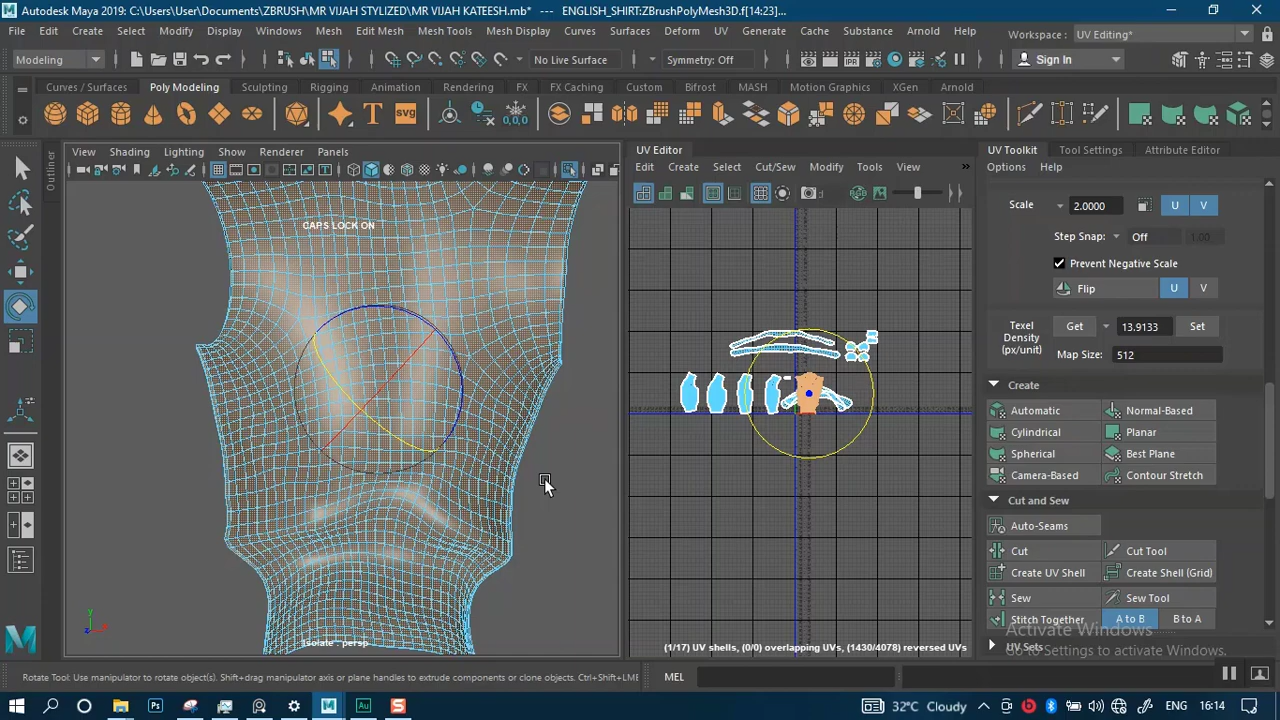 Autodesk Maya 2019: C:\Users\User\Documents\ZBRUSH\MR VIJAH STYLIZED\MR VIJAH KATEESH.mb* --- ENGLISH_SHIRT:ZBrushPolyMesh3D.f[14:23]...
File Edit Create Select Modify Display Windows Mesh Edit Mesh Mesh Tools Mesh Display Curves Surfaces Deform UV Generate Cache Substance Arnold Help Workspace : UV Editing*
Modeling No Live Surface Symmetry: Off Sign In
Curves / Surfaces Poly Modeling Sculpting Rigging Animation Rendering FX FX Caching Custom Bifrost MASH Motion Graphics XGen Arnold
View Shading Lighting Show Renderer Panels
UV Editor
UV Toolkit Tool Settings Attribute Editor
Outliner
Edit Create Select Cut/Sew Modify Tools View »
Options Help
CAPS LOCK ON
Scale 2.0000 U V
Step Snap: Off 1.00
Prevent Negative Scale
Flip U V
Texel Density (px/unit) Get 13.9133 Set
Map Size: 512
Create
Automatic Normal-Based
Cylindrical Planar
Spherical Best Plane
Camera-Based Contour Stretch
Cut and Sew
Auto-Seams
Cut Cut Tool
Create UV Shell Create Shell (Grid)
Sew Sew Tool
Stitch Together A to B B to A
UV Sets
Activate Windows
Go to Settings to activate Windows.
y
Isolate : persp
(1/17) UV shells, (0/0) overlapping UVs, (1430/4078) reversed UVs
Rotate Tool: Use manipulator to rotate object(s). Shift+drag manipulator axis or plane handles to extrude components or clone objects. Ctrl+Shift+LMB
MEL
32°C Cloudy ENG 16:14